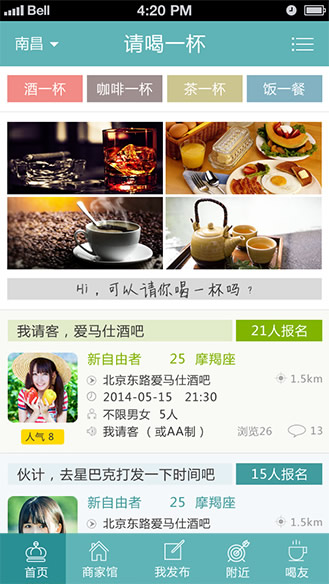 Bell 4:20 PM
南昌 请喝一杯
酒一杯 咖啡一杯 茶一杯 饭一餐
Hi，可以请你喝一杯吗？
我请客，爱马仕酒吧 21人报名
新自由者 25 摩羯座
北京东路爱马仕酒吧 1.5km
2014-05-15 21:30
不限男女 5人
我请客（或AA制） 浏览26 13
人气 8
伙计，去星巴克打发一下时间吧 15人报名
新自由者 25 摩羯座
北京东路爱马仕酒吧 1.5km
首页 商家馆 我发布 附近 喝友